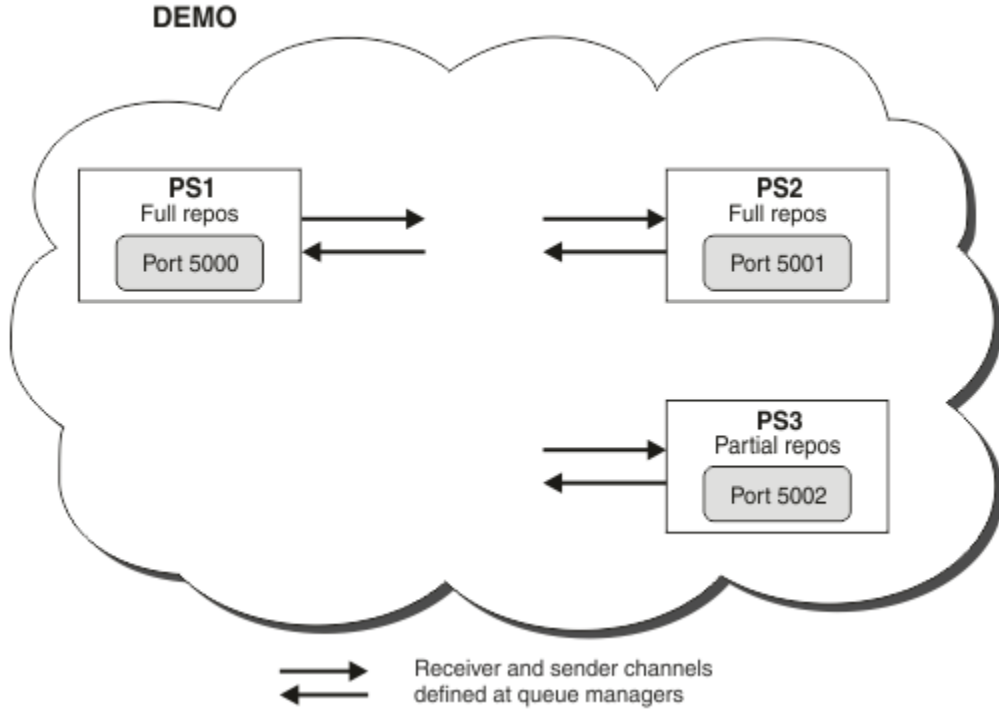 DEMO
PS1
Full repos
Port 5000
PS2
Full repos
Port 5001
PS3
Partial repos
Port 5002
Receiver and sender channels
defined at queue managers